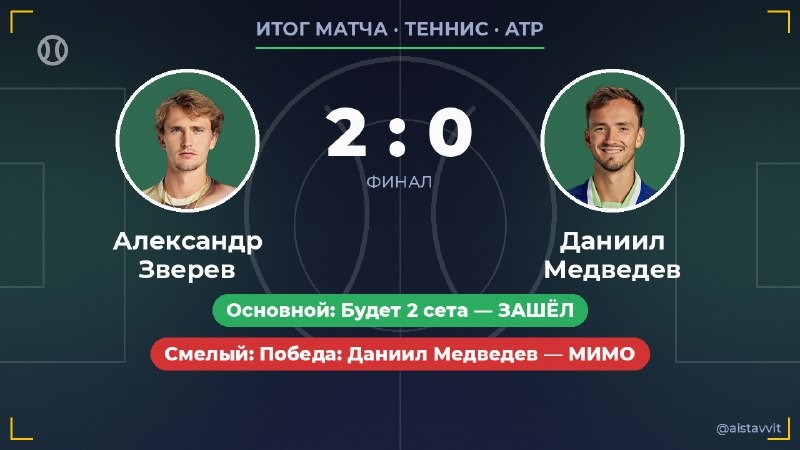 ИТОГ МАТЧА · ТЕННИС · ATP
2 : 0
ФИНАЛ
Александр
Зверев
Даниил
Медведев
Основной: Будет 2 сета — ЗАШЁЛ
Смелый: Победа: Даниил Медведев — МИМО
@aistavvit